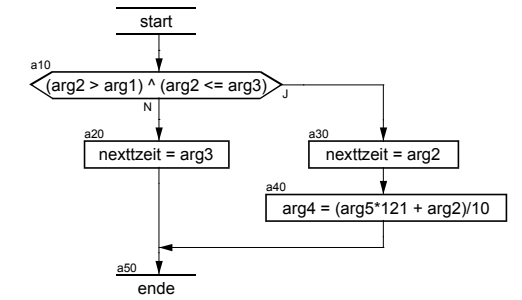 start
a10
(arg2 > arg1) ^ (arg2 <= arg3)
J
N
a20
nexttzeit = arg3
a30
nexttzeit = arg2
a40
arg4 = (arg5*121 + arg2)/10
a50
ende